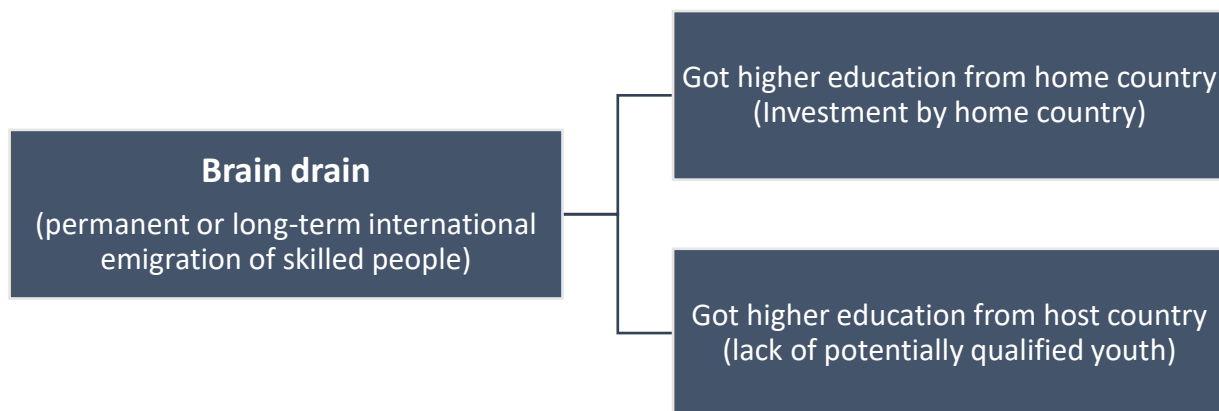 Brain drain
(permanent or long-term international
emigration of skilled people)
Got higher education from home country
(Investment by home country)
Got higher education from host country
(lack of potentially qualified youth)